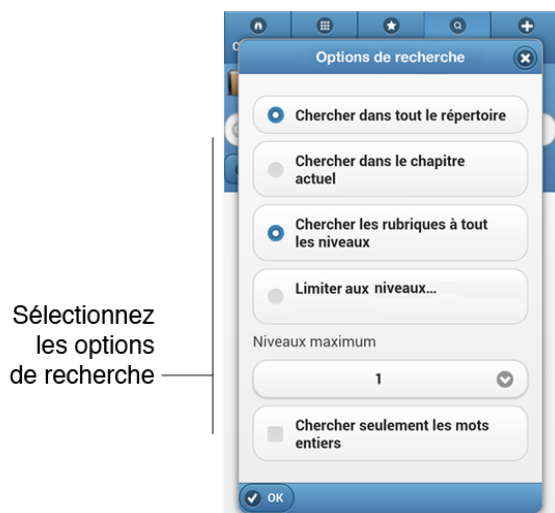 Options de recherche
Chercher dans tout le répertoire
Chercher dans le chapitre
actuel
Chercher les rubriques à tout
les niveaux
Limiter aux niveaux...
Niveaux maximum
1
Chercher seulement les mots
entiers
OK
Sélectionnez
les options
de recherche